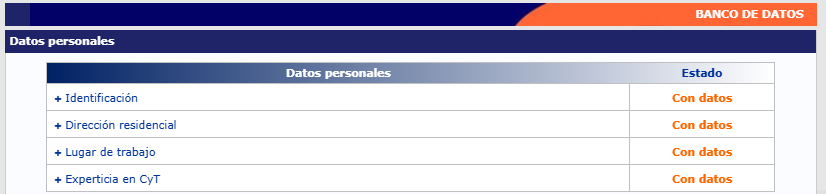 BANCO DE DATOS
Datos personales
Datos personales Estado
+ Identificación Con datos
+ Dirección residencial Con datos
+ Lugar de trabajo Con datos
+ Experticia en CyT Con datos